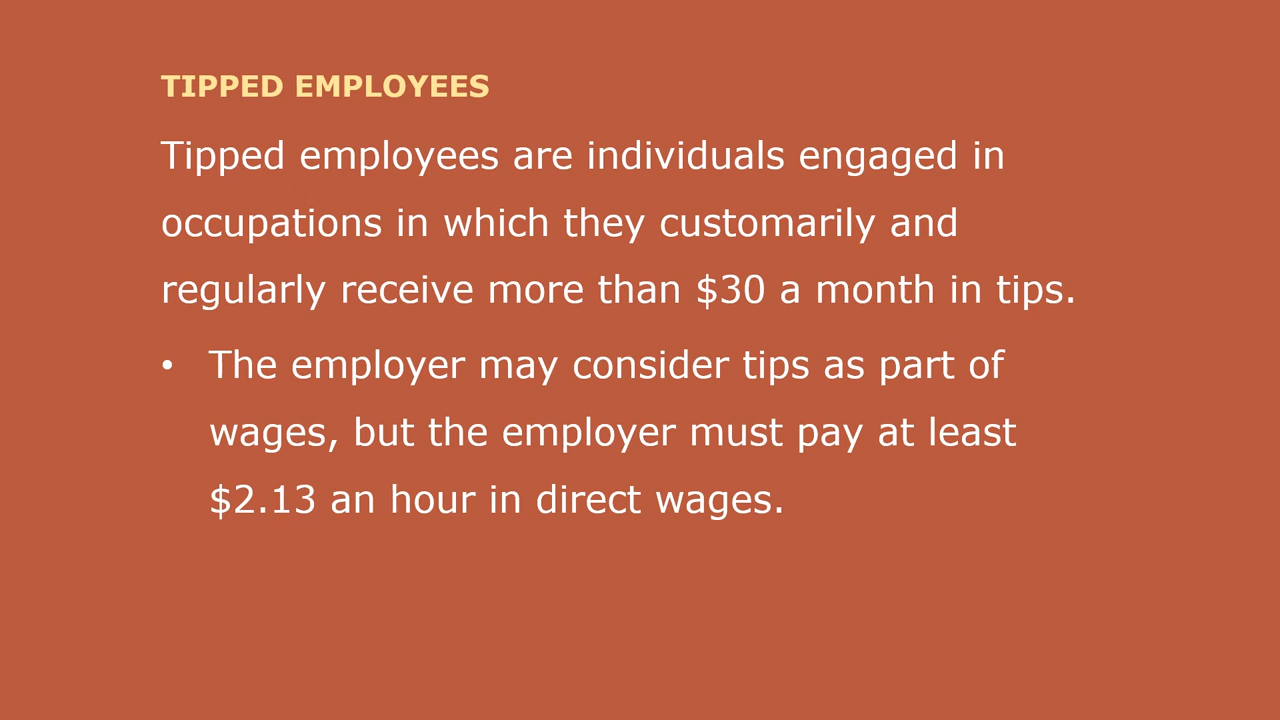 TIPPED EMPLOYEES
Tipped employees are individuals engaged in
occupations in which they customarily and
regularly receive more than $30 a month in tips.
• The employer may consider tips as part of
wages, but the employer must pay at least
$2.13 an hour in direct wages.